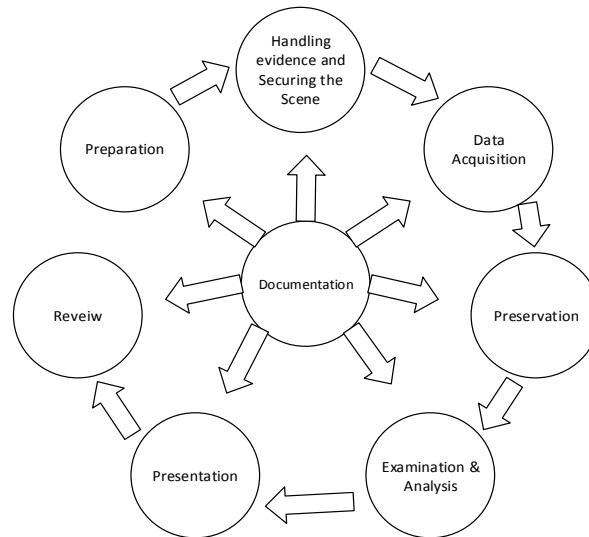 Handling
evidence and
Securing the
Scene
Preparation
Data
Acquisition
Documentation
Reveiw
Preservation
Presentation
Examination &
Analysis